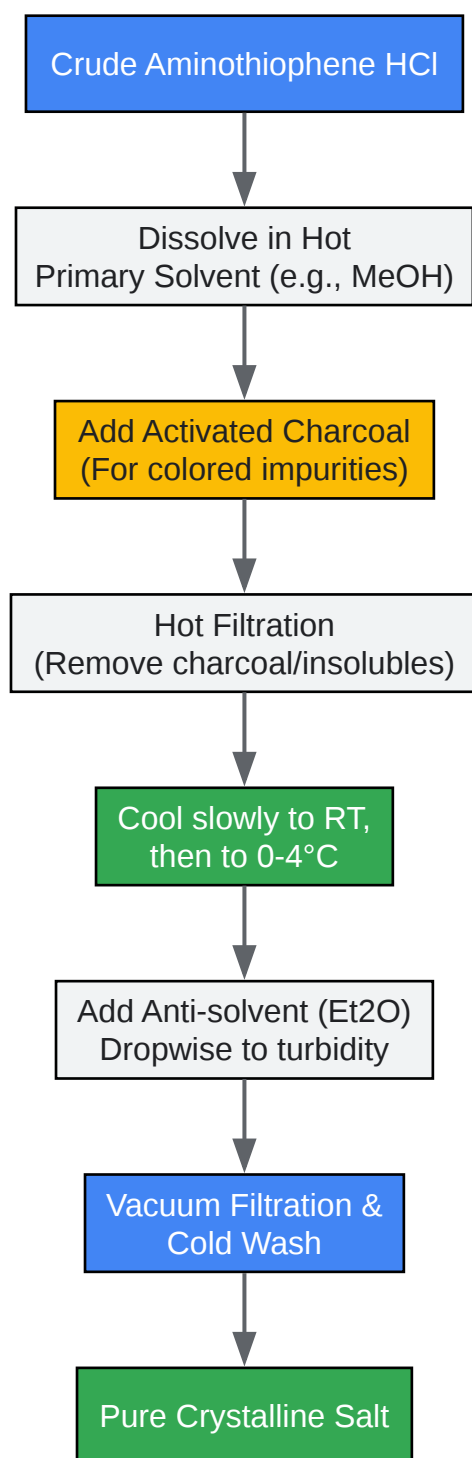 Crude Aminothiophene HCl
Dissolve in Hot
Primary Solvent (e.g., MeOH)
Add Activated Charcoal
(For colored impurities)
Hot Filtration
(Remove charcoal/insolubles)
Cool slowly to RT,
then to 0-4°C
Add Anti-solvent (Et2O)
Dropwise to turbidity
Vacuum Filtration &
Cold Wash
Pure Crystalline Salt